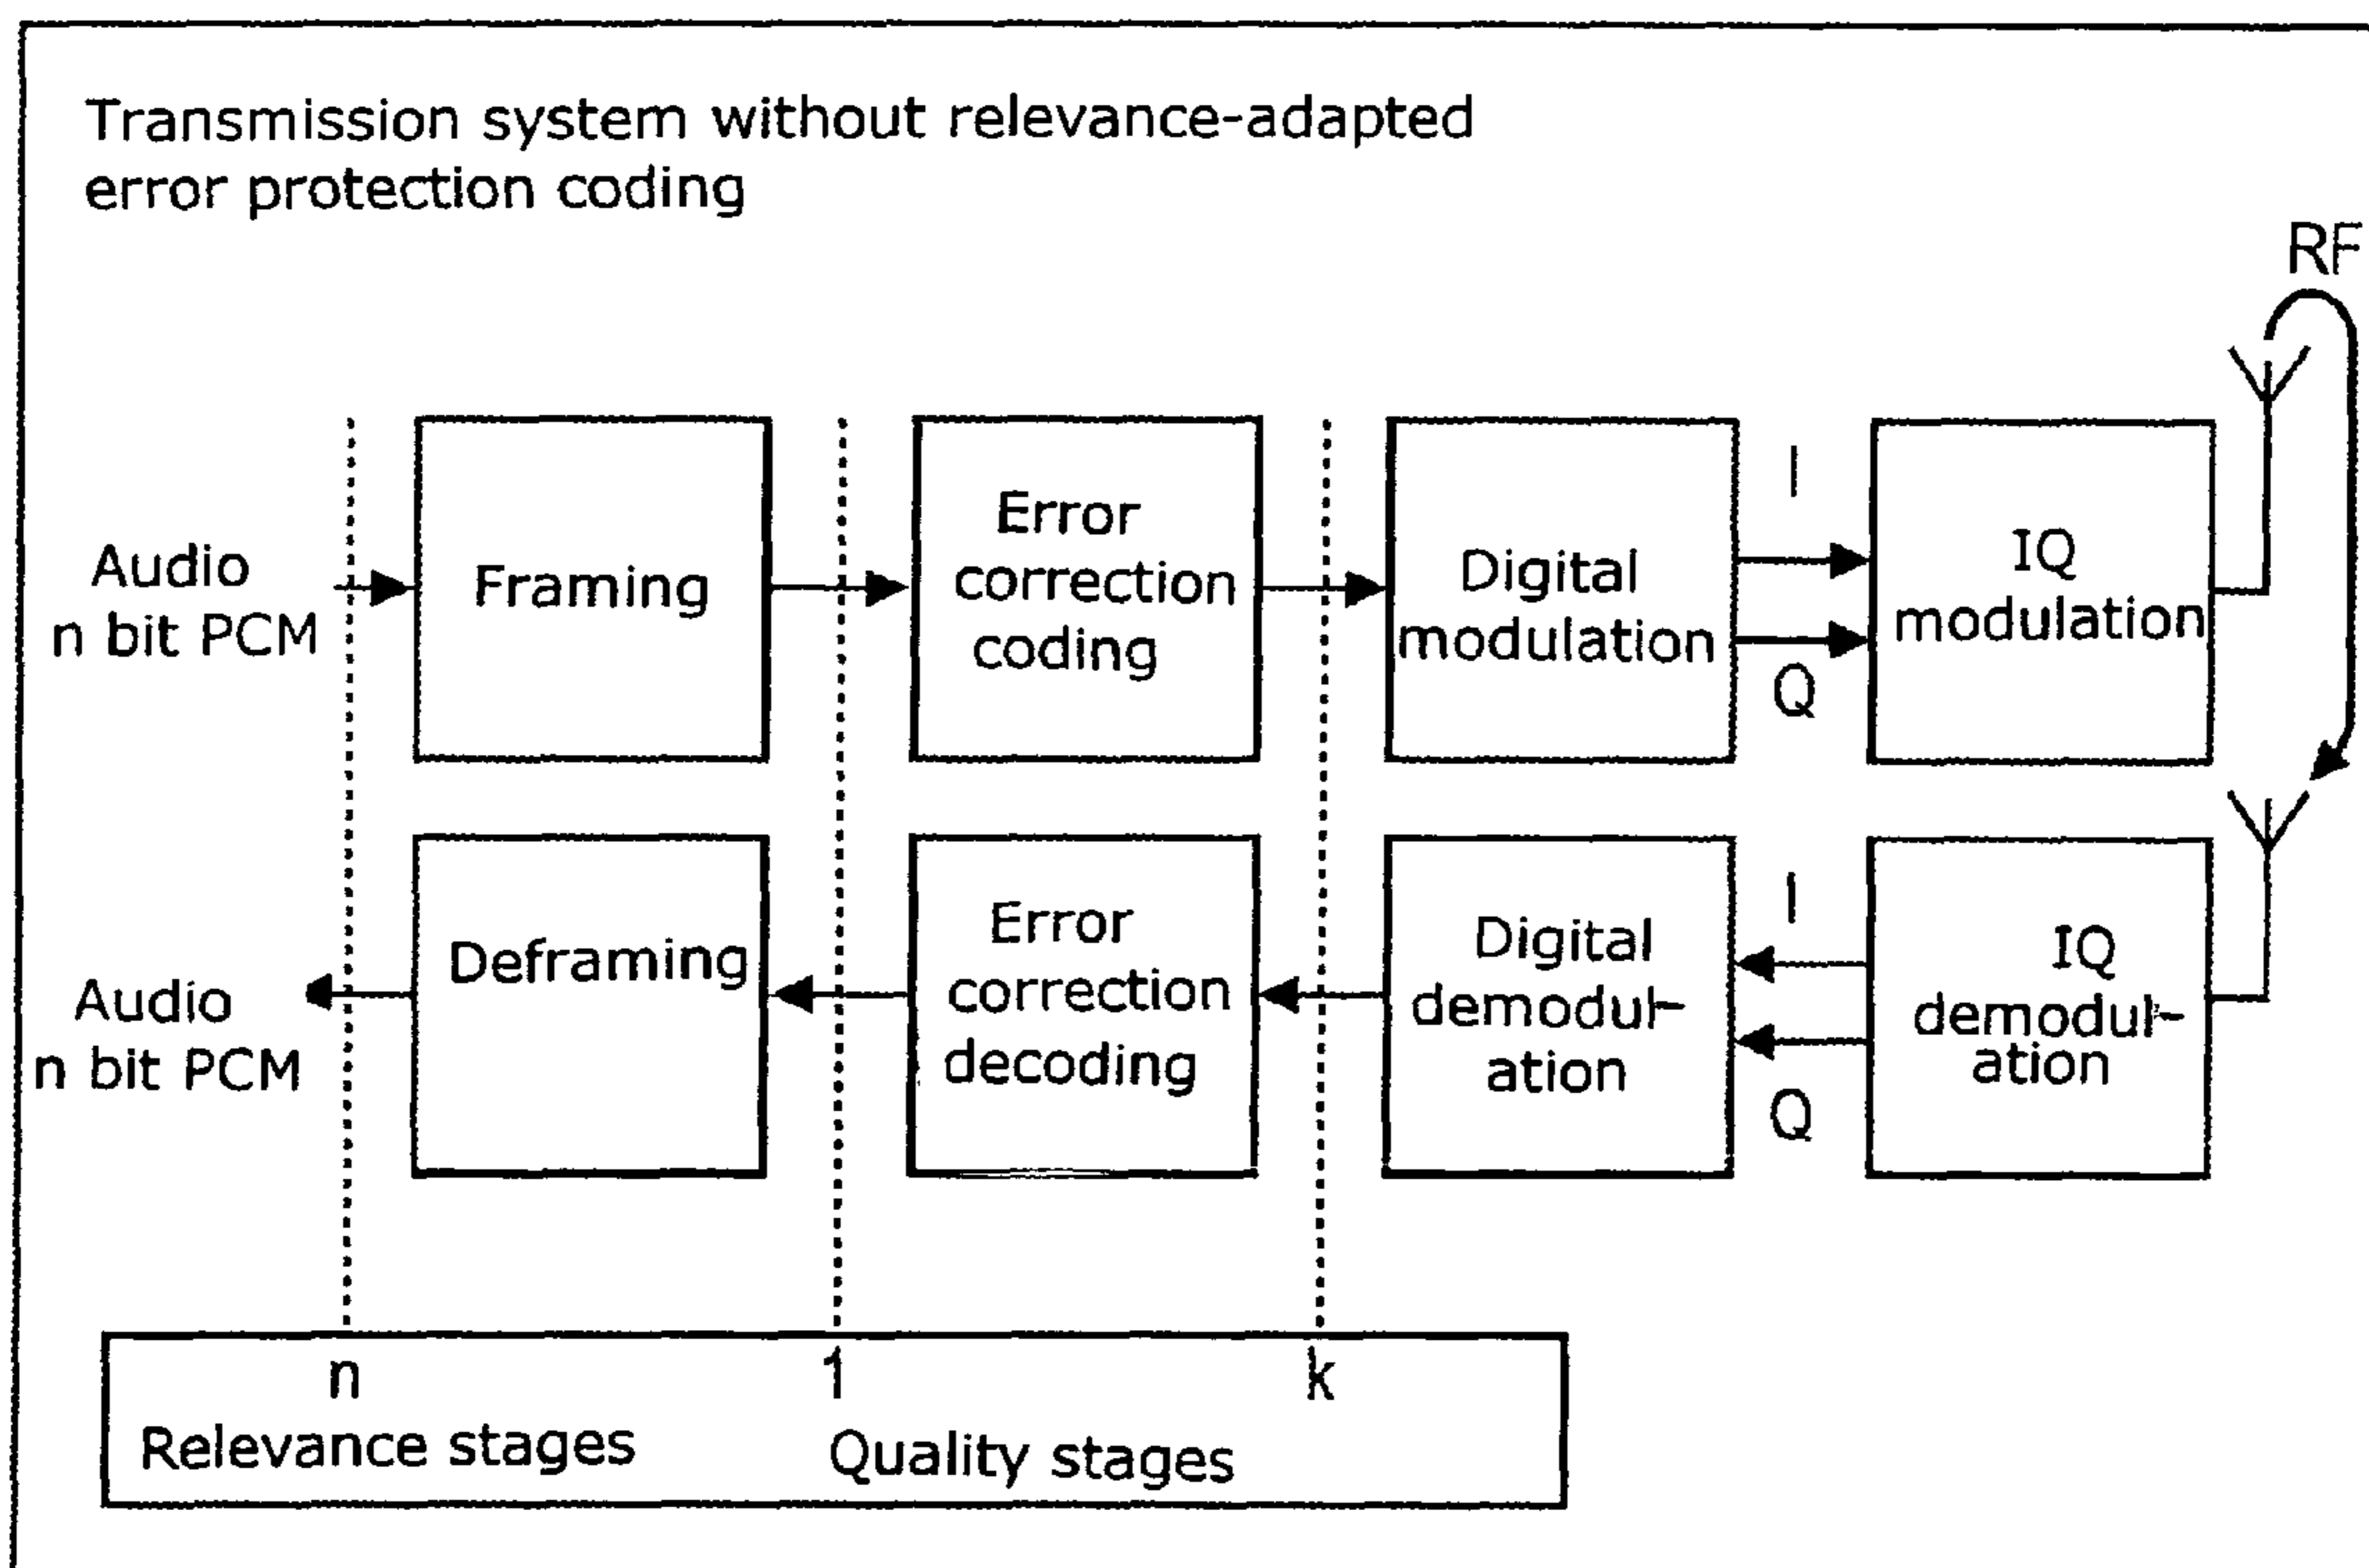 Transmission system without relevance-adapted
error protection coding
RF
Audio
n bit PCM
Framing
Error
correction
coding
Digital
modulation
I
Q
IQ
modulation
Audio
n bit PCM
Deframing
Error
correction
decoding
Digital
demodul-
ation
I
Q
IQ
demodul-
ation
n 1 k
Relevance stages Quality stages